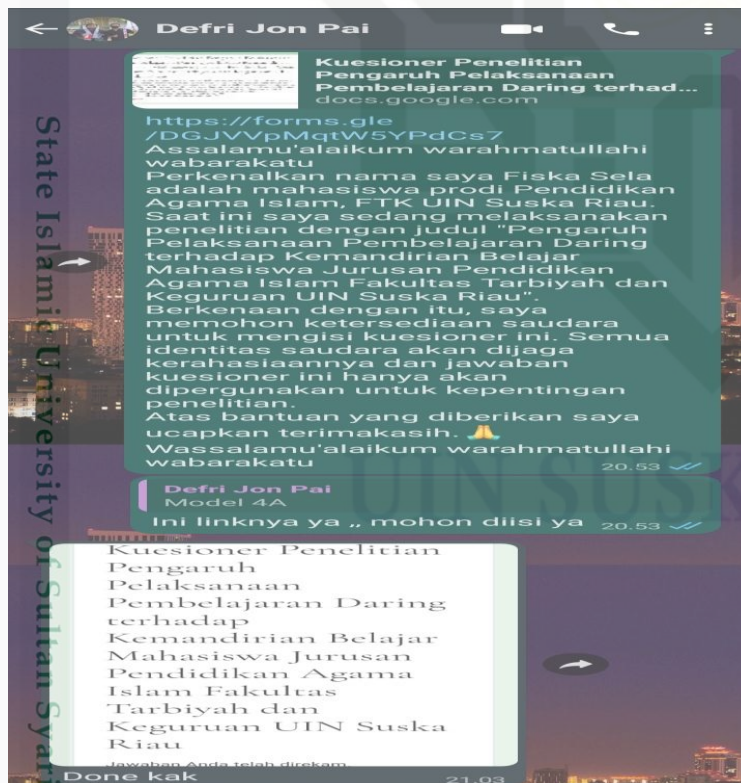 Defri Jon Pai
Kuesioner Penelitian
Pengaruh Pelaksanaan
Pembelajaran Daring terhad...
docs.google.com
https://forms.gle
/DGJVVpMqtW5YPdCs7
Assalamu'alaikum warahmatullahi
wabarakatu
Perkenalkan nama saya Fiska Sela
adalah mahasiswa prodi Pendidikan
Agama Islam, FTK UIN Suska Riau.
Saat ini saya sedang melaksanakan
penelitian dengan judul "Pengaruh
Pelaksanaan Pembelajaran Daring
terhadap Kemandirian Belajar
Mahasiswa Jurusan Pendidikan
Agama Islam Fakultas Tarbiyah dan
Keguruan UIN Suska Riau".
Berkenaan dengan itu, saya
memohon ketersediaan saudara
untuk mengisi kuesioner ini. Semua
identitas saudara akan dijaga
kerahasiaannya dan jawaban
kuesioner ini hanya akan
dipergunakan untuk kepentingan
penelitian.
Atas bantuan yang diberikan saya
ucapkan terimakasih. 🙏
Wassalamu'alaikum warahmatullahi
wabarakatu
20.53
Defri Jon Pai
Model 4A
Ini linknya ya ,, mohon diisi ya 20.53
Kuesioner Penelitian
Pengaruh
Pelaksanaan
Pembelajaran Daring
terhadap
Kemandirian Belajar
Mahasiswa Jurusan
Pendidikan Agama
Islam Fakultas
Tarbiyah dan
Keguruan UIN Suska
Riau
Jawaban Anda telah direkam
Done kak 21.03
State Islamic University of Sultan Syari
UIN SUSK